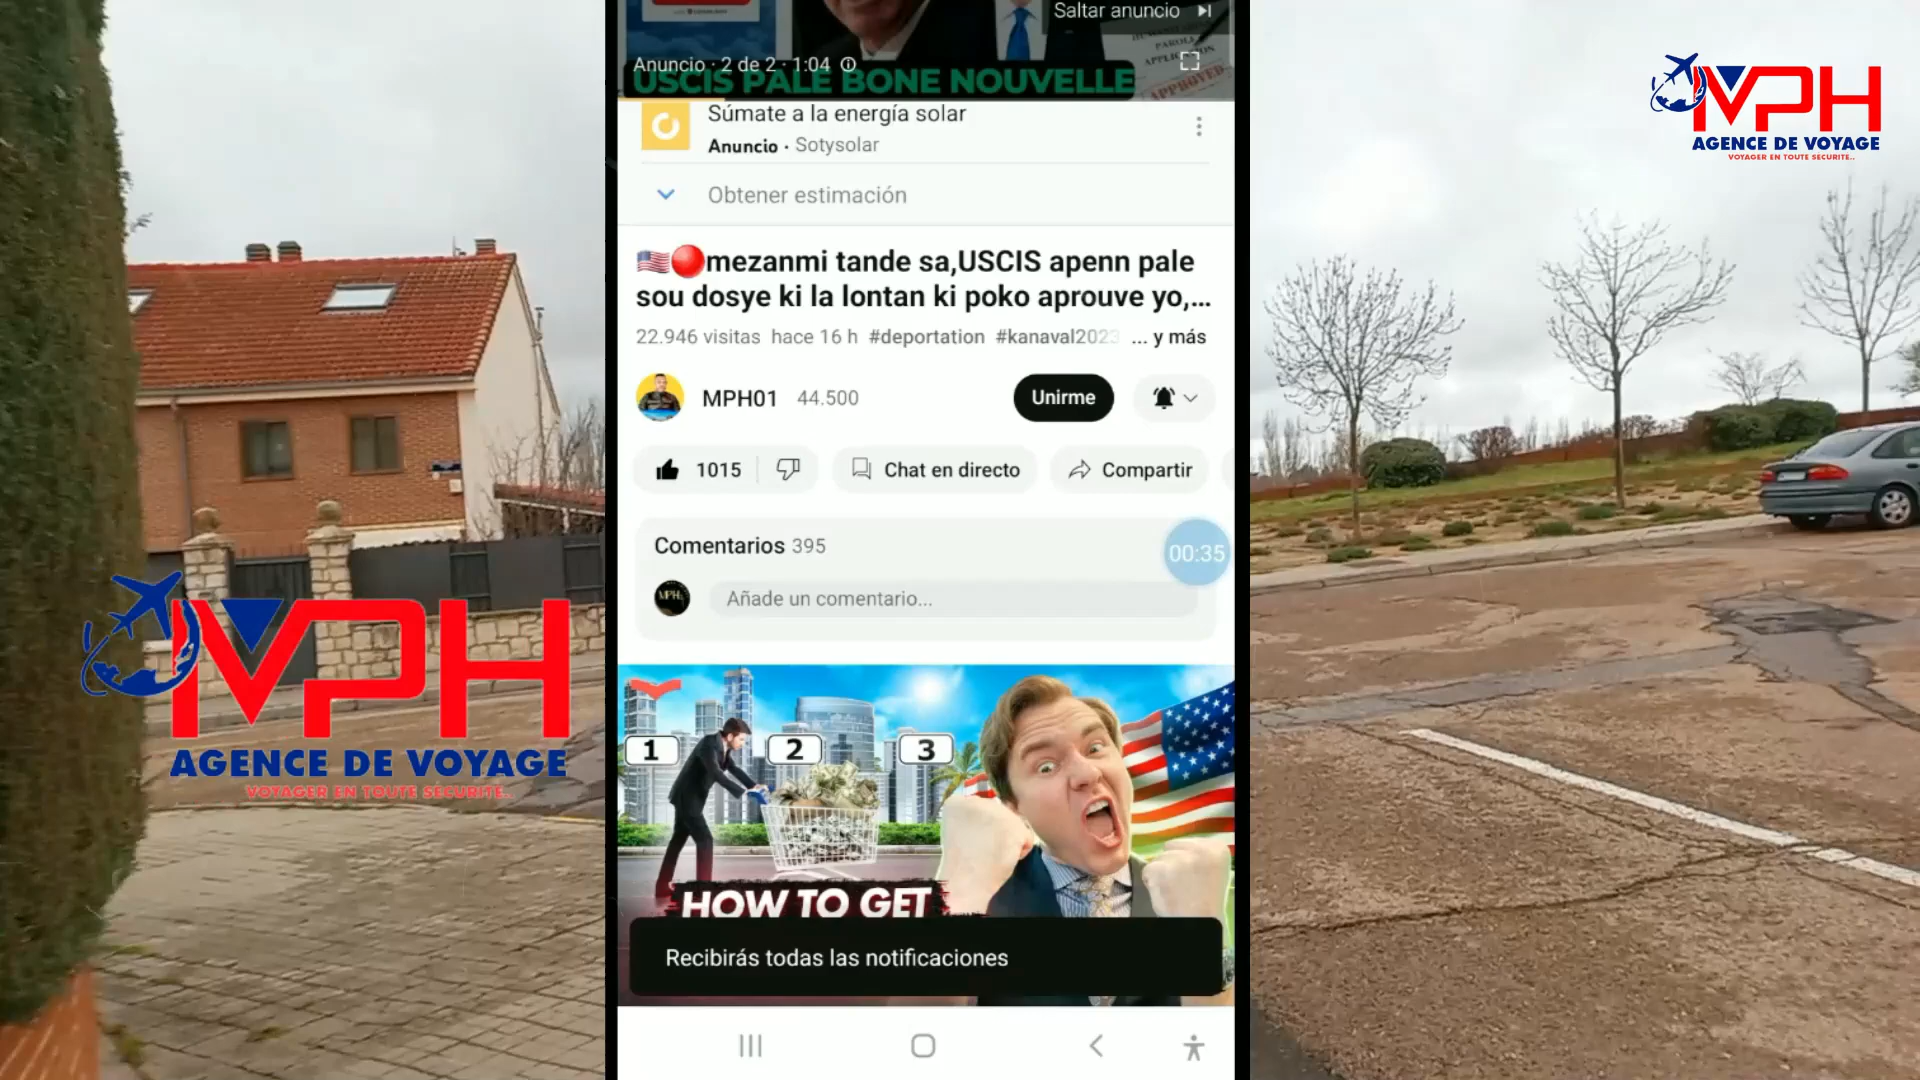 Saltar anuncio
Anuncio · 2 de 2 · 1:04
USCIS PALE BONE NOUVELLE
PAROLE
APPLICATION
APPROVED
Súmate a la energía solar
Anuncio · Sotysolar
Obtener estimación
mezanmi tande sa,USCIS apenn pale
sou dosye ki la lontan ki poko aprouve yo,...
22.946 visitas hace 16 h #deportation #kanaval2023 ... y más
MPH01 44.500
Unirme
1015
Chat en directo
Compartir
Comentarios 395
00:35
MPH
Añade un comentario...
1
2
3
HOW TO GET
Recibirás todas las notificaciones
MPH
AGENCE DE VOYAGE
VOYAGER EN TOUTE SECURITE..
MPH
AGENCE DE VOYAGE
VOYAGER EN TOUTE SECURITE..